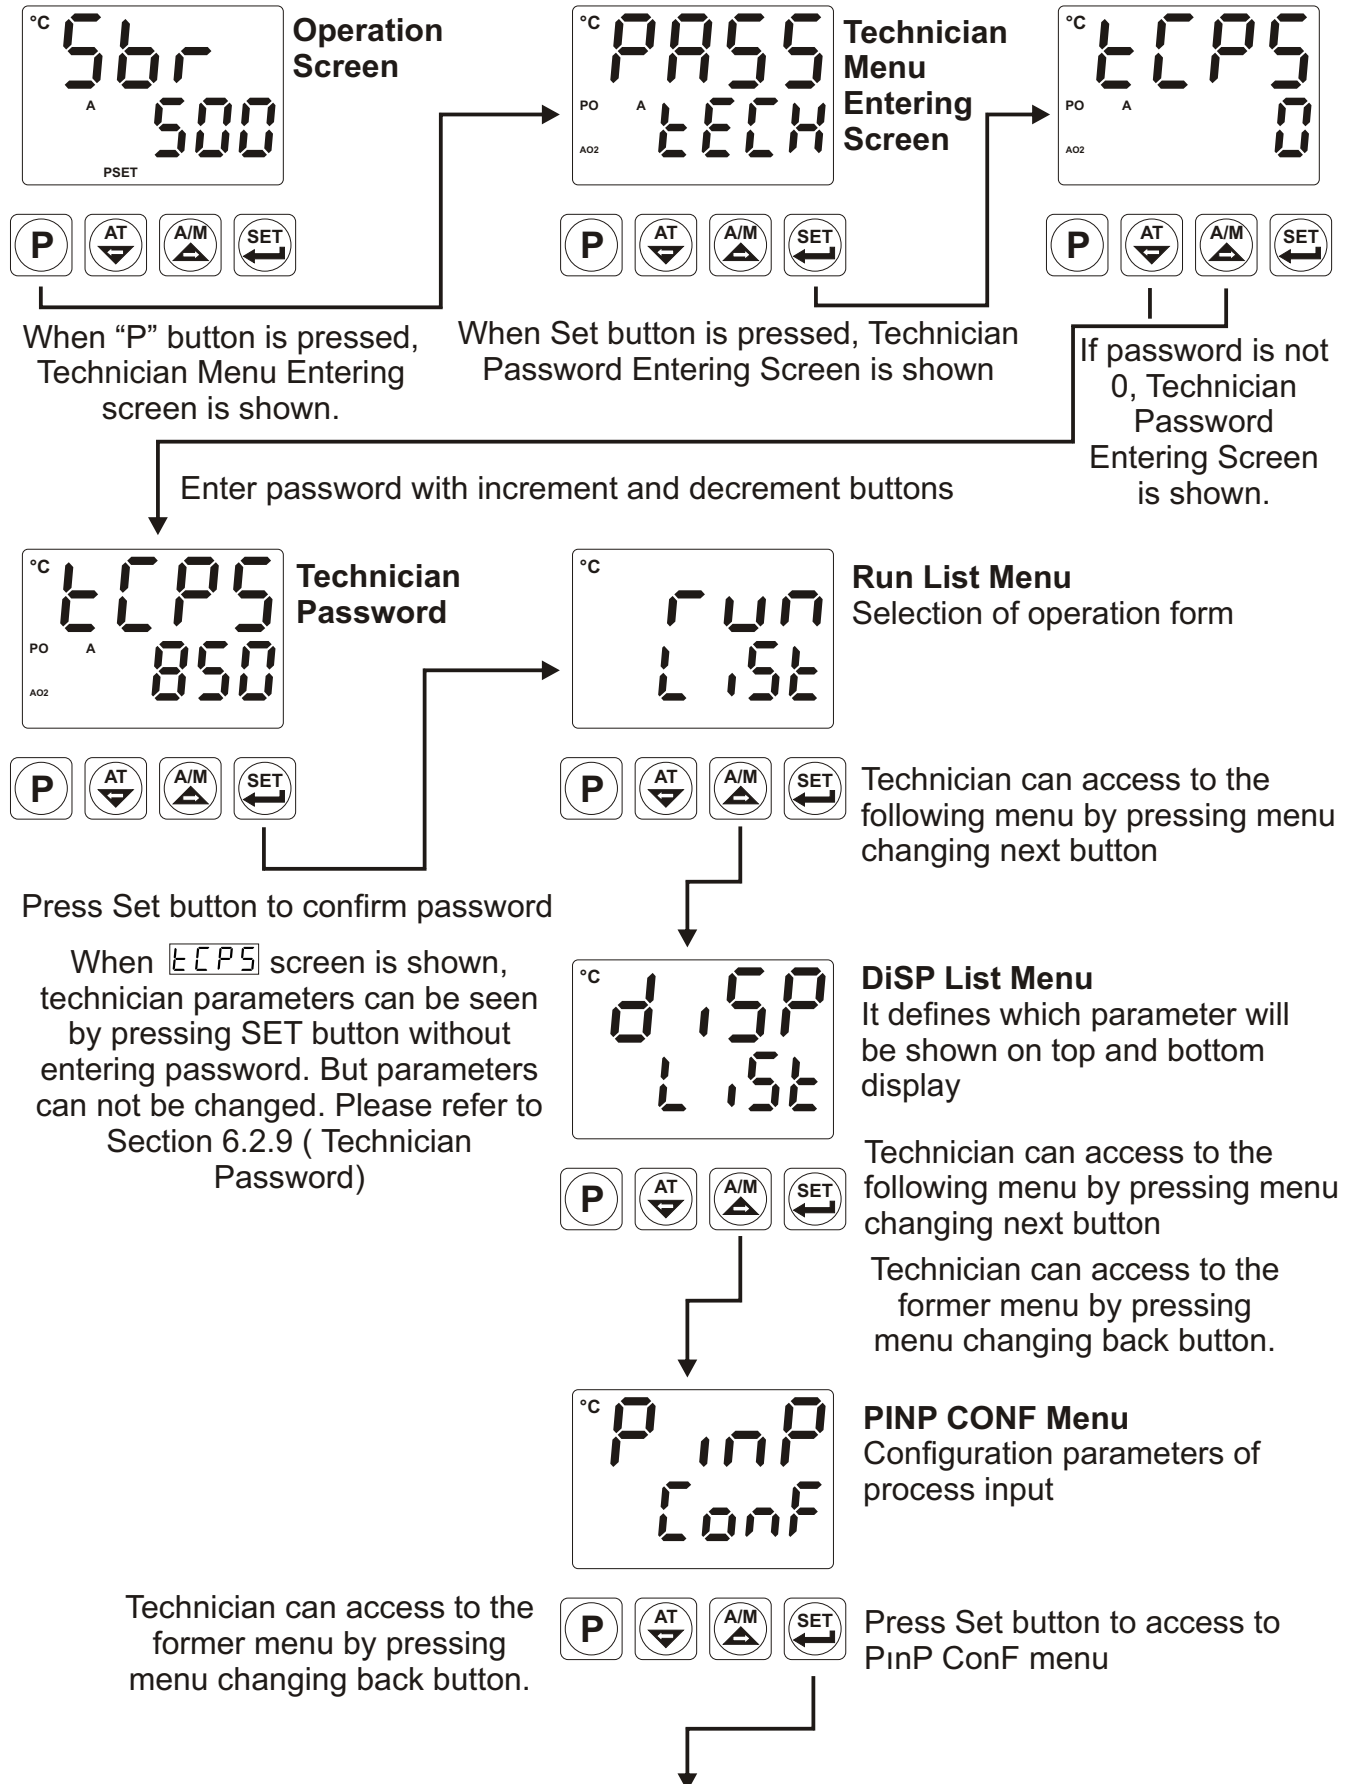 °C
Sbr
A
500
PSET
Operation
Screen
°C
PASS
PO A
tECH
AO2
Technician
Menu
Entering
Screen
°C
tCPS
PO A
0
AO2
P AT A/M SET
P AT A/M SET
P AT A/M SET
When “P” button is pressed,
Technician Menu Entering
screen is shown.
When Set button is pressed, Technician
Password Entering Screen is shown
If password is not
0, Technician
Password
Entering Screen
is shown.
Enter password with increment and decrement buttons
°C
tCPS
PO A
850
AO2
Technician
Password
°C
run
LiSt
Run List Menu
Selection of operation form
P AT A/M SET
P AT A/M SET
Technician can access to the
following menu by pressing menu
changing next button
Press Set button to confirm password
When tCPS screen is shown,
technician parameters can be seen
by pressing SET button without
entering password. But parameters
can not be changed. Please refer to
Section 6.2.9 ( Technician
Password)
°C
diSP
LiSt
DiSP List Menu
It defines which parameter will
be shown on top and bottom
display
P AT A/M SET
Technician can access to the
following menu by pressing menu
changing next button
Technician can access to the
former menu by pressing
menu changing back button.
°C
PınP
ConF
PINP CONF Menu
Configuration parameters of
process input
Technician can access to the
former menu by pressing
menu changing back button.
P AT A/M SET
Press Set button to access to
PınP ConF menu